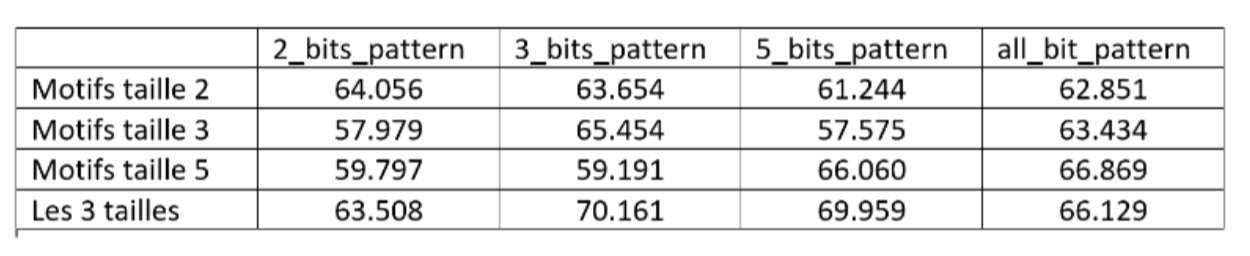 2_bits_pattern 3_bits_pattern 5_bits_pattern all_bit_pattern
Motifs taille 2 64.056 63.654 61.244 62.851
Motifs taille 3 57.979 65.454 57.575 63.434
Motifs taille 5 59.797 59.191 66.060 66.869
Les 3 tailles 63.508 70.161 69.959 66.129